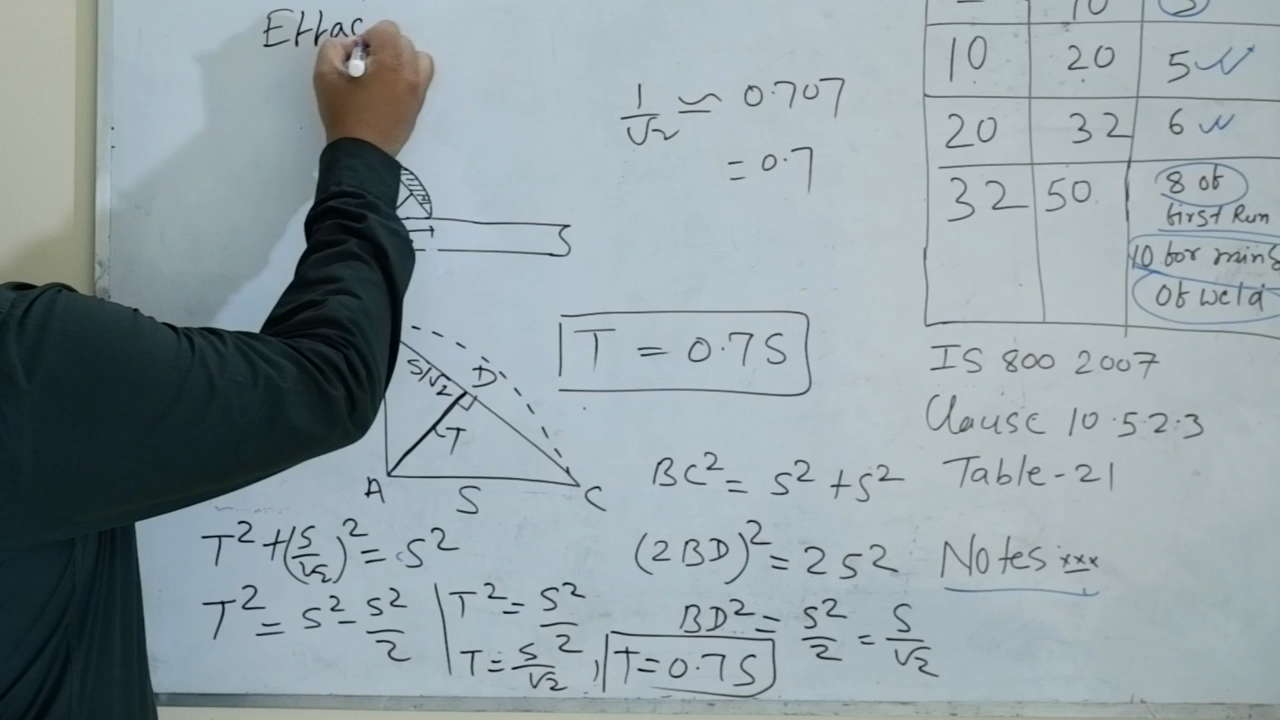 Effac
1/√2 ≃ 0.707
= 0.7
10 20 5
20 32 6
32 50 8 of
first Run
10 for mins
Of weld
T = 0.7S
S/√2 D
T
A S C
IS 800 2007
Clause 10.5.2.3
Table-21
Notes xxx
BC² = S² + S²
(2BD)² = 2S²
BD² = S²/2 = S/√2
T² + (S/√2)² = S²
T² = S² - S²/2
T² = S²/2
T = S/√2, T = 0.7S